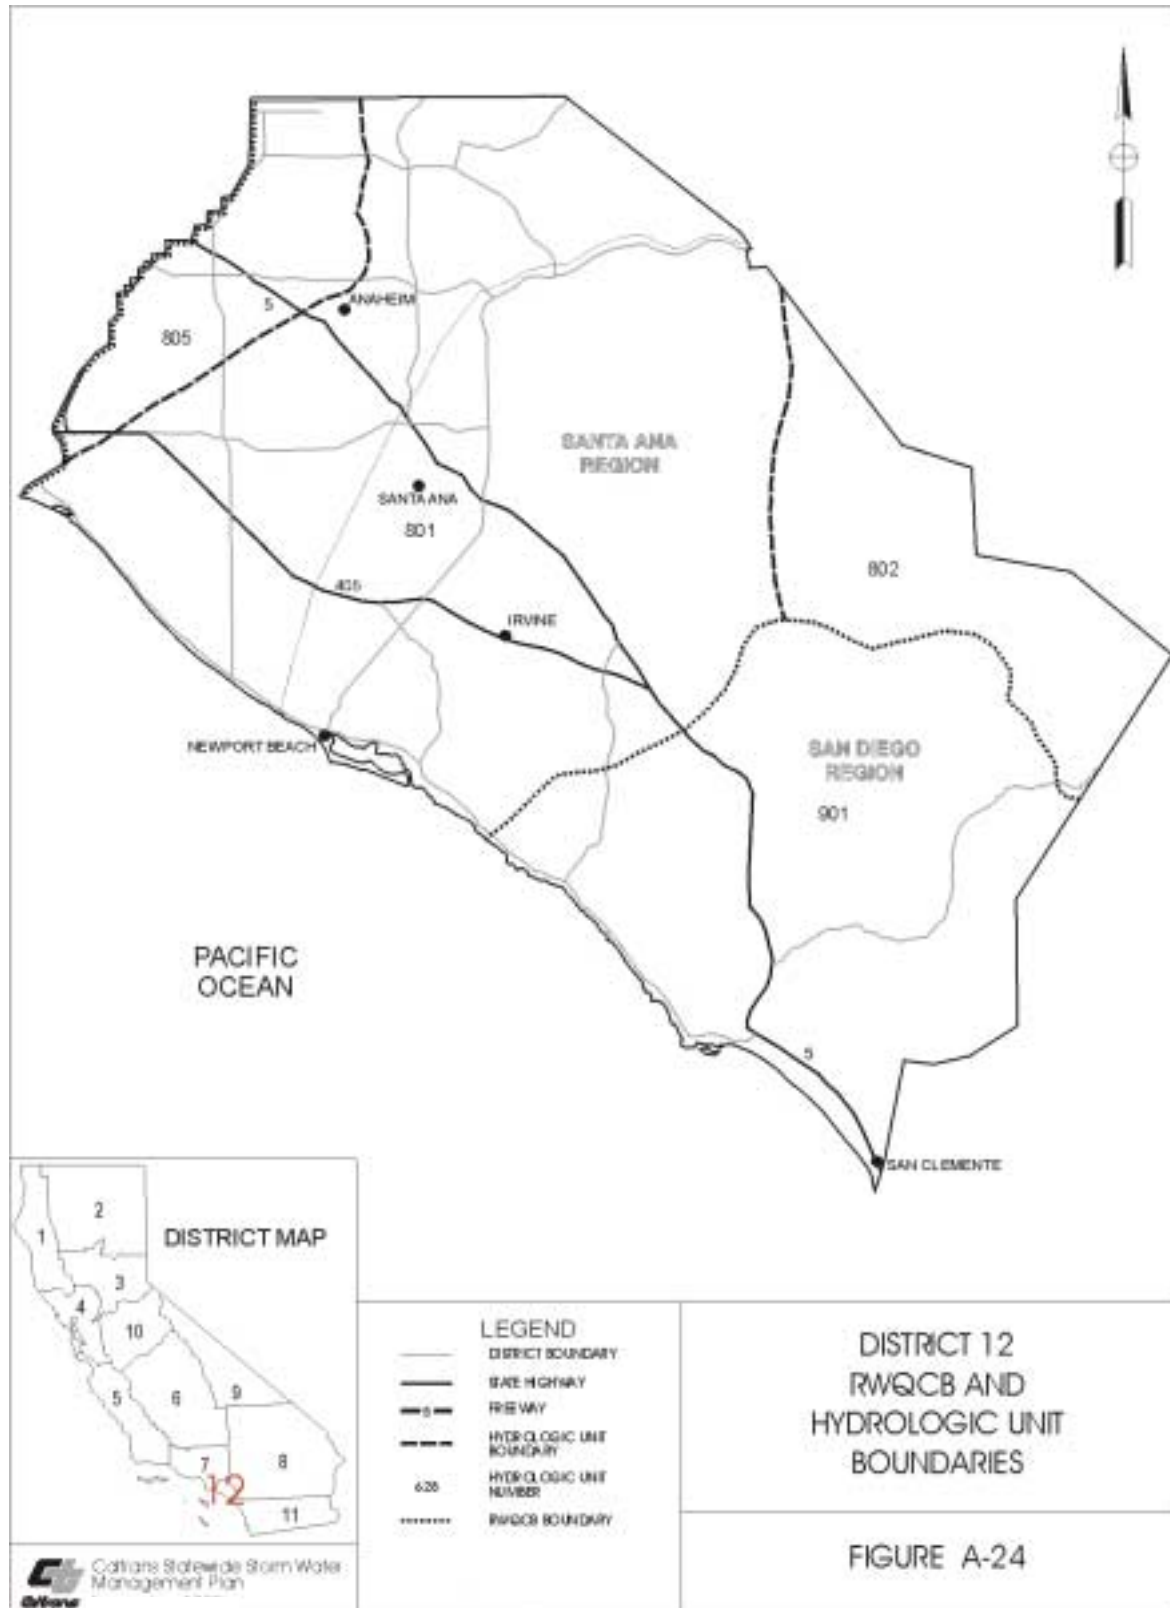 5
ANAHEIM
805
SANTA ANA
REGION
SANTA ANA
801
802
405
IRVINE
NEWPORT BEACH
SAN DIEGO
REGION
901
PACIFIC
OCEAN
5
SAN CLEMENTE
DISTRICT MAP
1
2
3
4
10
5
6
9
7
8
12
11
LEGEND
DISTRICT BOUNDARY
STATE HIGHWAY
5
FREEWAY
HYDROLOGIC UNIT
BOUNDARY
628
HYDROLOGIC UNIT
NUMBER
RWQCB BOUNDARY
DISTRICT 12
RWQCB AND
HYDROLOGIC UNIT
BOUNDARIES
FIGURE A-24
Caltrans Statewide Storm Water
Management Plan
Caltrans